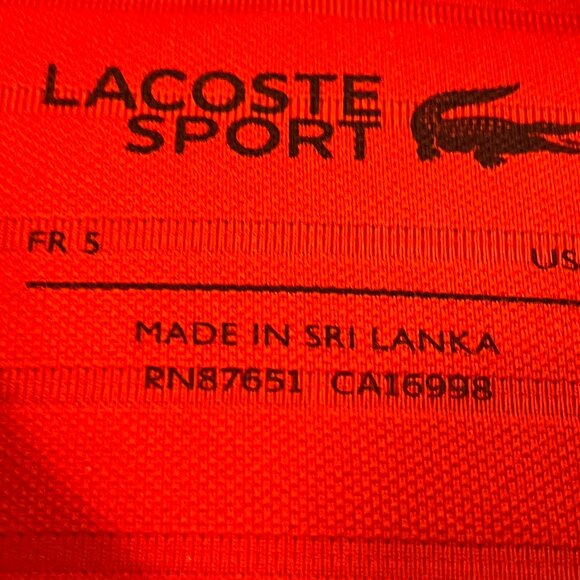 LACOSTE
SPORT
FR 5 US
MADE IN SRI LANKA
RN87651 CA16998